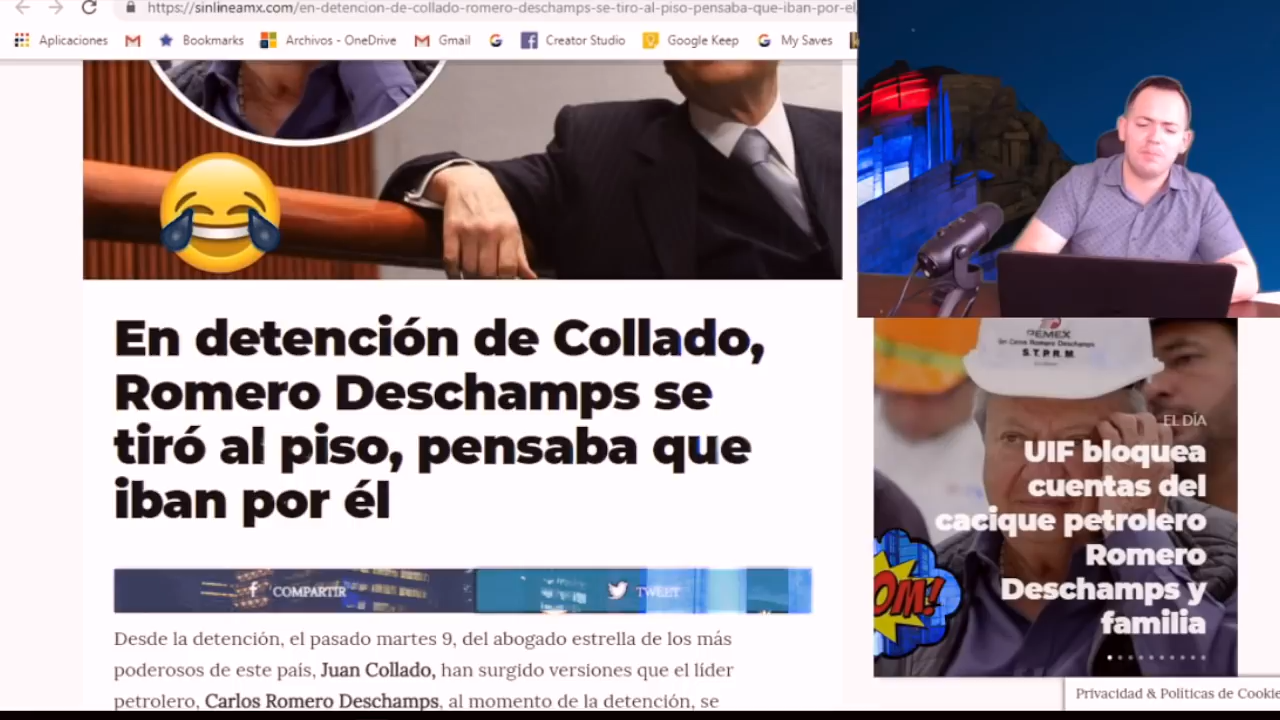 https://sinlineamx.com/en-detencion-de-collado-romero-deschamps-se-tiro-al-piso-pensaba-que-iban-por-el
Aplicaciones
Bookmarks
Archivos - OneDrive
Gmail
Creator Studio
Google Keep
My Saves
En detención de Collado,
Romero Deschamps se
tiró al piso, pensaba que
iban por él
COMPARTIR
TWEET
Desde la detención, el pasado martes 9, del abogado estrella de los más
poderosos de este país, Juan Collado, han surgido versiones que el líder
petrolero, Carlos Romero Deschamps, al momento de la detención, se
Carlos Romero Deschamps
S.T.P.R.M.
EL DÍA
UIF bloquea
cuentas del
cacique petrolero
Romero
Deschamps y
familia
OM!
Privacidad & Políticas de Cookie